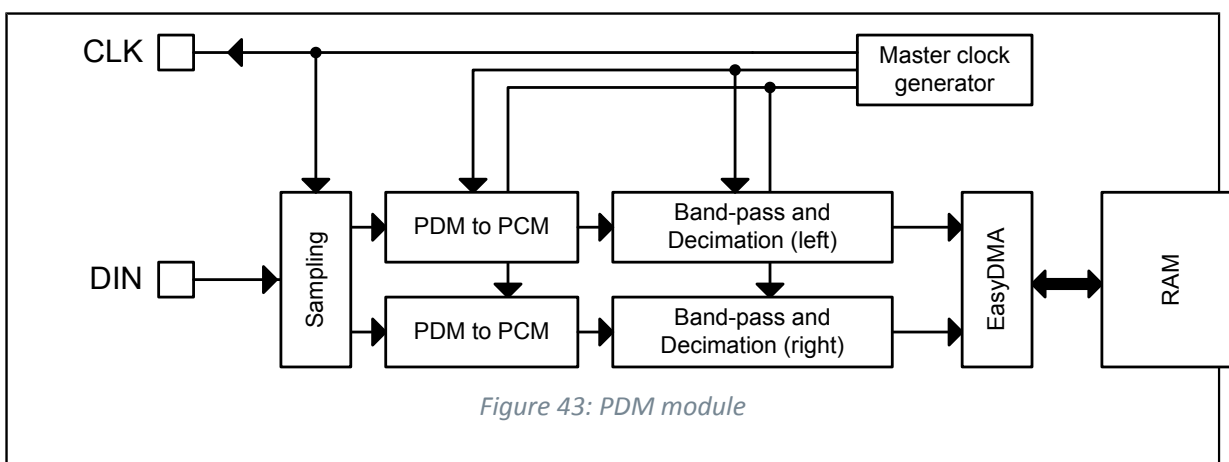 CLK
Master clock
generator
DIN
Sampling
PDM to PCM
Band-pass and
Decimation (left)
PDM to PCM
Band-pass and
Decimation (right)
EasyDMA
RAM
Figure 43: PDM module